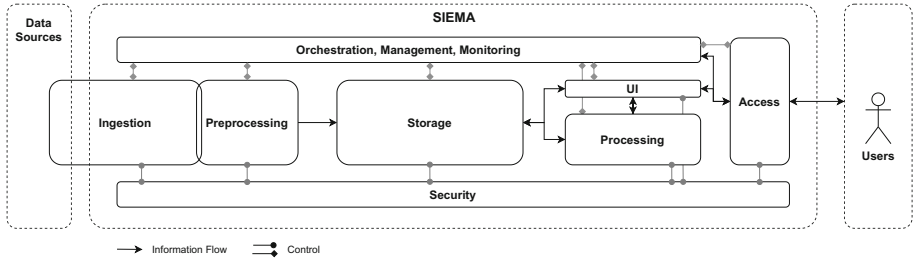 Data
Sources
SIEMA
Orchestration, Management, Monitoring
Ingestion
Preprocessing
Storage
UI
Processing
Access
Users
Security
Information Flow
Control